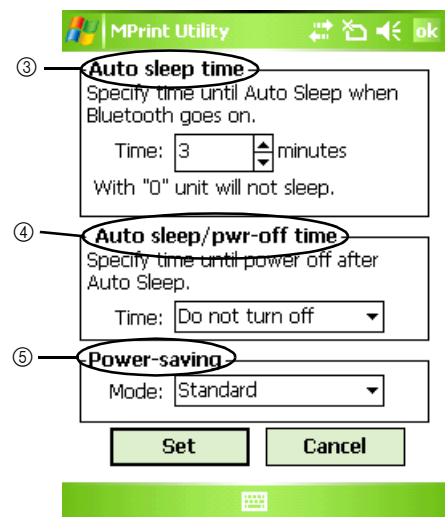 MPrint Utility ok
③ Auto sleep time
Specify time until Auto Sleep when
Bluetooth goes on.
Time: 3 minutes
With "0" unit will not sleep.
④ Auto sleep/pwr-off time
Specify time until power off after
Auto Sleep.
Time: Do not turn off
⑤ Power-saving
Mode: Standard
Set Cancel